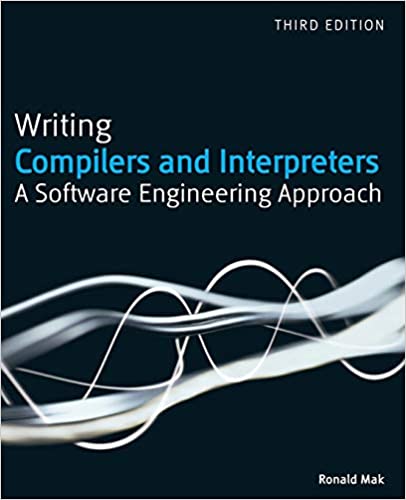 THIRD EDITION
Writing
Compilers and Interpreters
A Software Engineering Approach
Ronald Mak